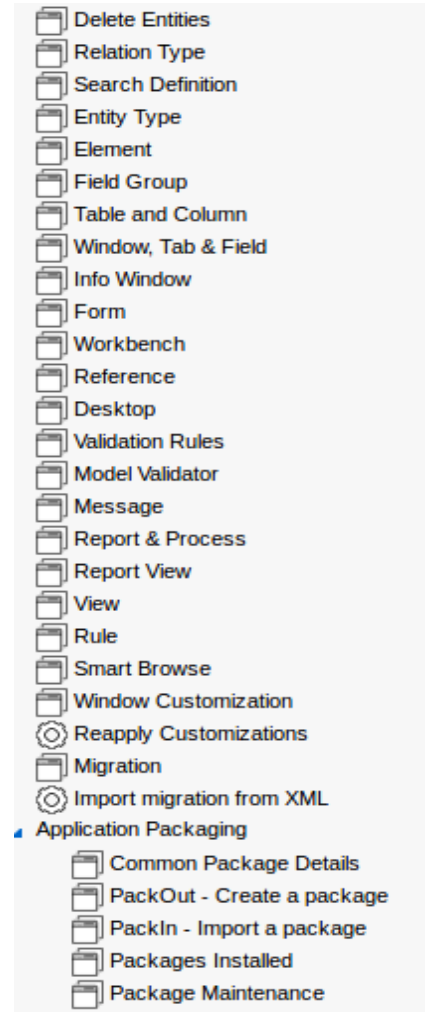 Delete Entities
Relation Type
Search Definition
Entity Type
Element
Field Group
Table and Column
Window, Tab & Field
Info Window
Form
Workbench
Reference
Desktop
Validation Rules
Model Validator
Message
Report & Process
Report View
View
Rule
Smart Browse
Window Customization
Reapply Customizations
Migration
Import migration from XML
Application Packaging
Common Package Details
PackOut - Create a package
PackIn - Import a package
Packages Installed
Package Maintenance